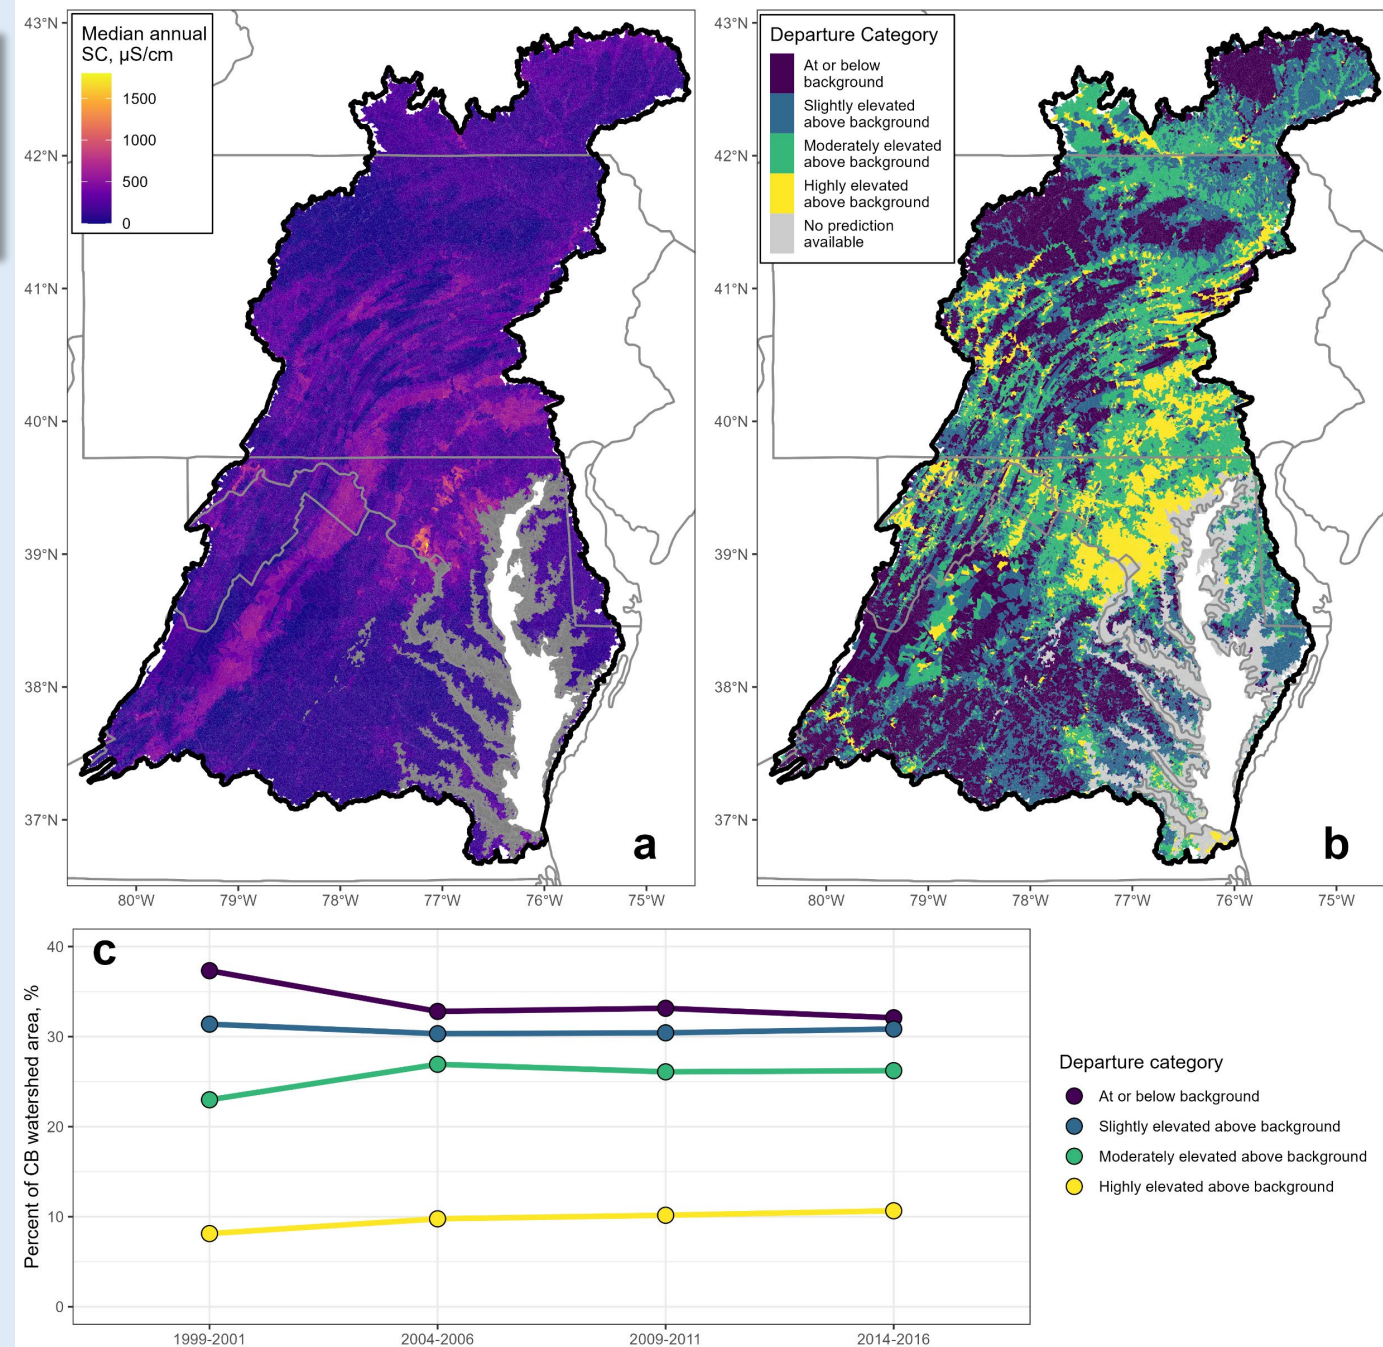 43°N
42°N
41°N
40°N
39°N
38°N
37°N
Median annual
SC, µS/cm
1500
1000
500
0
a
80°W
79°W
78°W
77°W
76°W
75°W
43°N
42°N
41°N
40°N
39°N
38°N
37°N
Departure Category
At or below
background
Slightly elevated
above background
Moderately elevated
above background
Highly elevated
above background
No prediction
available
b
80°W
79°W
78°W
77°W
76°W
75°W
c
Percent of CB watershed area, %
40
30
20
10
0
1999-2001
2004-2006
2009-2011
2014-2016
Departure category
At or below background
Slightly elevated above background
Moderately elevated above background
Highly elevated above background